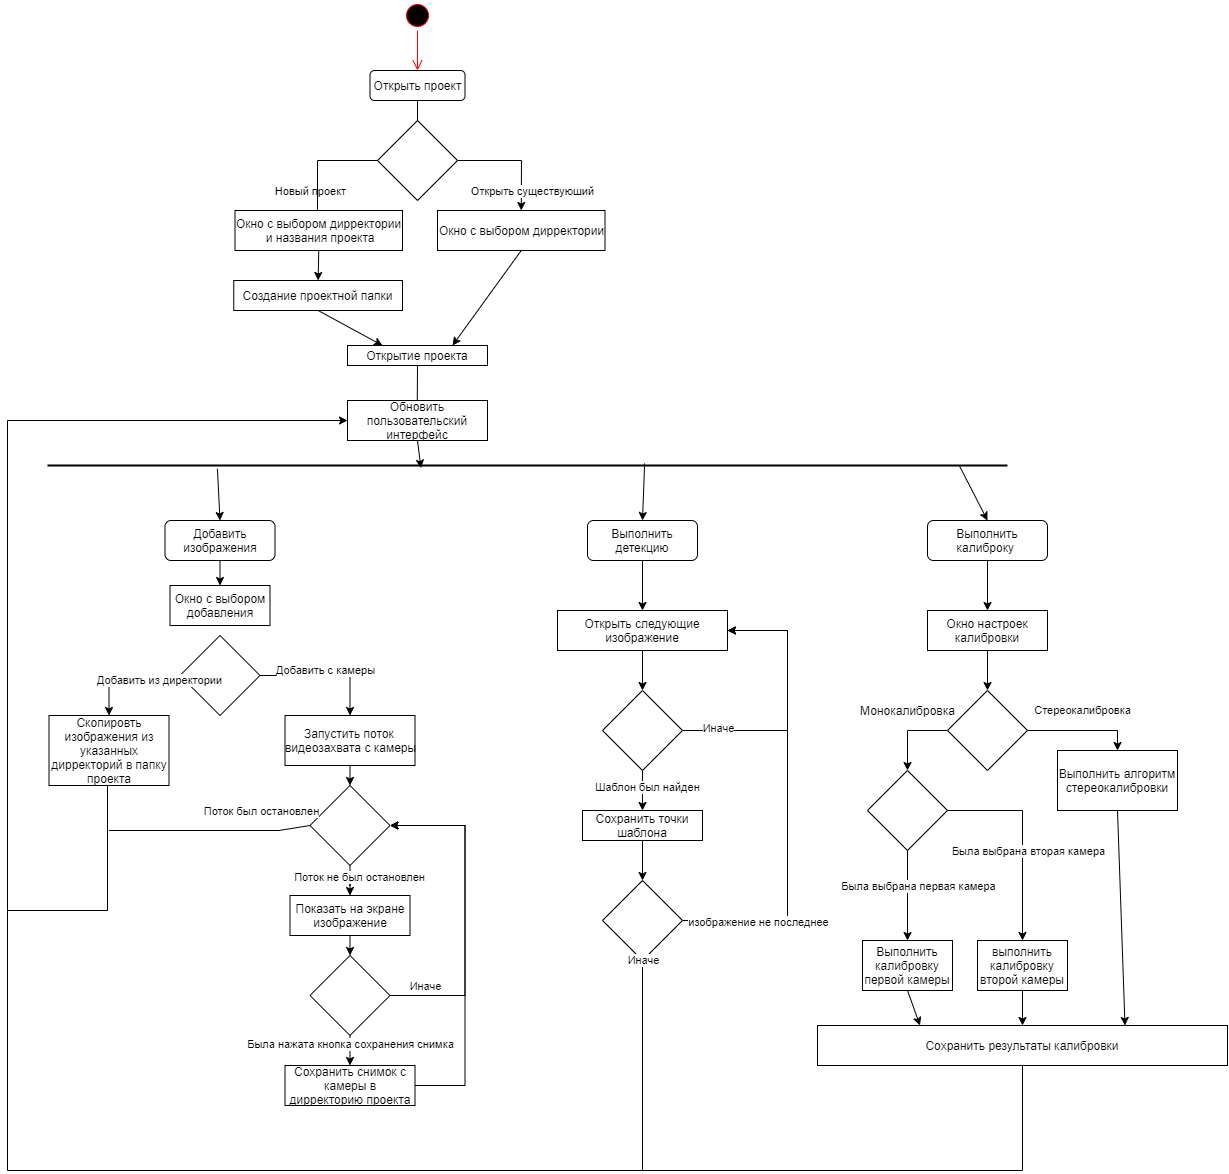 Открыть проект
Новый проект
Открыть существуюший
Окно с выбором дирректории
и названия проекта
Окно с выбором дирректории
Создание проектной папки
Открытие проекта
Обновить
пользовательский
интерфейс
Добавить
изображения
Выполнить
детекцию
Выполнить
калиброку
Окно с выбором
добавления
Открыть следующие
изображение
Окно настроек
калибровки
Добавить из директории
Добавить с камеры
Скопировть
изображения из
указанных
дирректорий в папку
проекта
Запустить поток
видеозахвата с камеры
Иначе
Монокалибровка
Стереокалибровка
Выполнить алгоритм
стереокалибровки
Шаблон был найден
Поток был остановлен
Сохранить точки
шаблона
Была выбрана вторая камера
Поток не был остановлен
Была выбрана первая камера
Показать на экране
изображение
изображение не последнее
Иначе
Выполнить
калибровку
первой камеры
выполнить
калибровку
второй камеры
Иначе
Была нажата кнопка сохранения снимка
Сохранить результаты калибровки
Сохранить снимок с
камеры в
дирректорию проекта